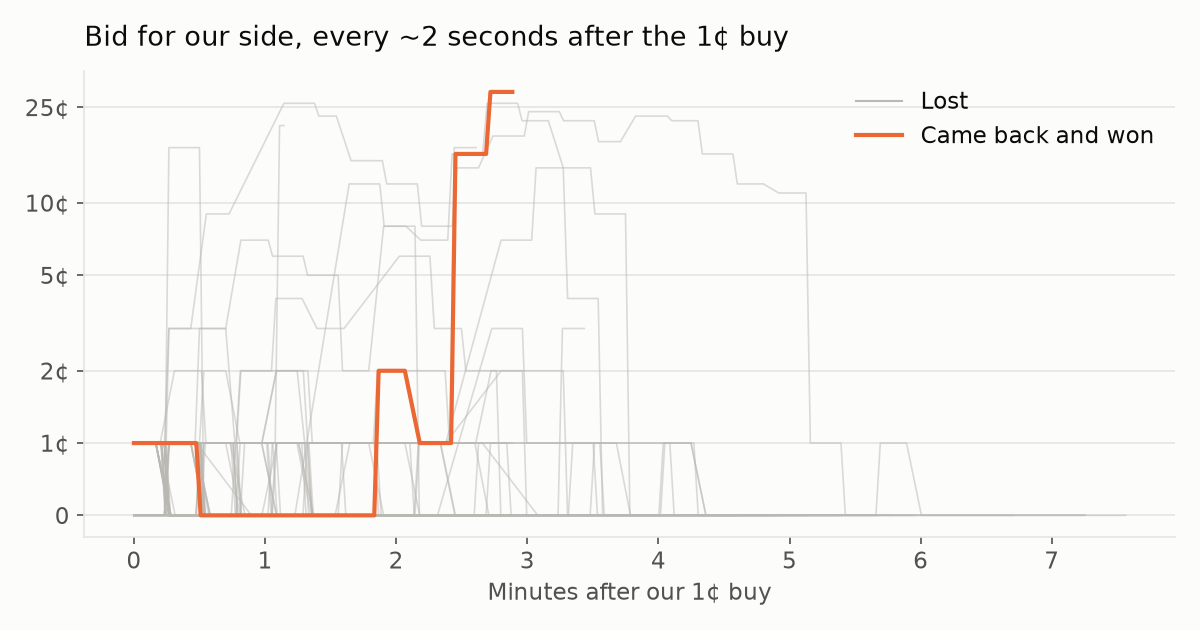 Bid for our side, every ~2 seconds after the 1¢ buy
Lost
Came back and won
25¢
10¢
5¢
2¢
1¢
0
0 1 2 3 4 5 6 7
Minutes after our 1¢ buy